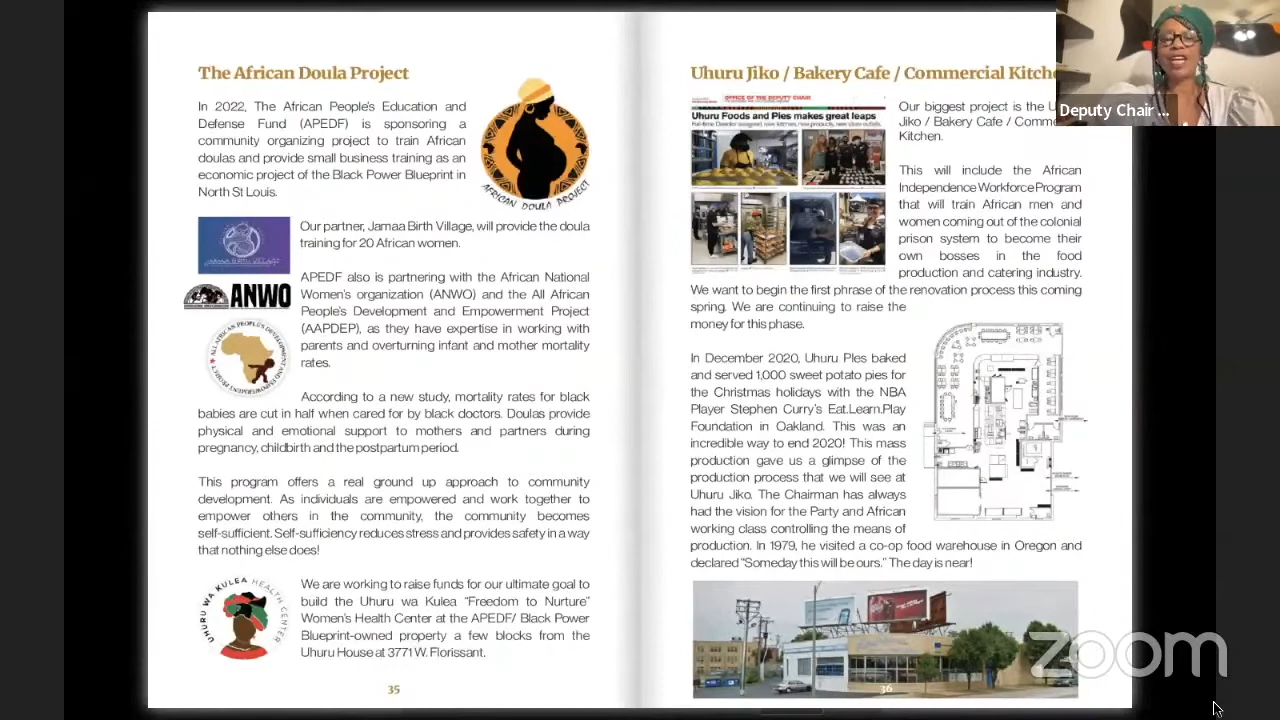 The African Doula Project
In 2022, The African People's Education and
Defense Fund (APEDF) is sponsoring a
community organizing project to train African
doulas and provide small business training as an
economic project of the Black Power Blueprint in
North St Louis.
AFRICAN DOULA PROJECT
JAMAA BIRTH VILLAGE
Our partner, Jamaa Birth Village, will provide the doula
training for 20 African women.
ANWO
APEDF also is partnering with the African National
Women's organization (ANWO) and the All African
People's Development and Empowerment Project
(AAPDEP), as they have expertise in working with
parents and overturning infant and mother mortality
rates.
ALL AFRICAN PEOPLE'S DEVELOPMENT AND EMPOWERMENT PROJECT
According to a new study, mortality rates for black
babies are cut in half when cared for by black doctors. Doulas provide
physical and emotional support to mothers and partners during
pregnancy, childbirth and the postpartum period.
This program offers a real ground up approach to community
development. As individuals are empowered and work together to
empower others in the community, the community becomes
self-sufficient. Self-sufficiency reduces stress and provides safety in a way
that nothing else does!
UHURU WA KULEA HEALTH CENTER
We are working to raise funds for our ultimate goal to
build the Uhuru wa Kulea "Freedom to Nurture"
Women's Health Center at the APEDF/ Black Power
Blueprint-owned property a few blocks from the
Uhuru House at 3771 W. Florissant.
35
Uhuru Jiko / Bakery Cafe / Commercial Kitche
OFFICE OF THE DEPUTY CHAIR
Uhuru Foods and Pies makes great leaps
Our biggest project is the U
Jiko / Bakery Cafe / Comme
Kitchen.
This will include the African
Independence Workforce Program
that will train African men and
women coming out of the colonial
prison system to become their
own bosses in the food
production and catering industry.
We want to begin the first phrase of the renovation process this coming
spring. We are continuing to raise the
money for this phase.
In December 2020, Uhuru PIes baked
and served 1,000 sweet potato pies for
the Christmas holidays with the NBA
Player Stephen Curry's Eat.Learn.Play
Foundation in Oakland. This was an
incredible way to end 2020! This mass
production gave us a glimpse of the
production process that we will see at
Uhuru Jiko. The Chairman has always
had the vision for the Party and African
working class controlling the means of
production. In 1979, he visited a co-op food warehouse in Oregon and
declared "Someday this will be ours." The day is near!
36
Deputy Chair ...
zoom